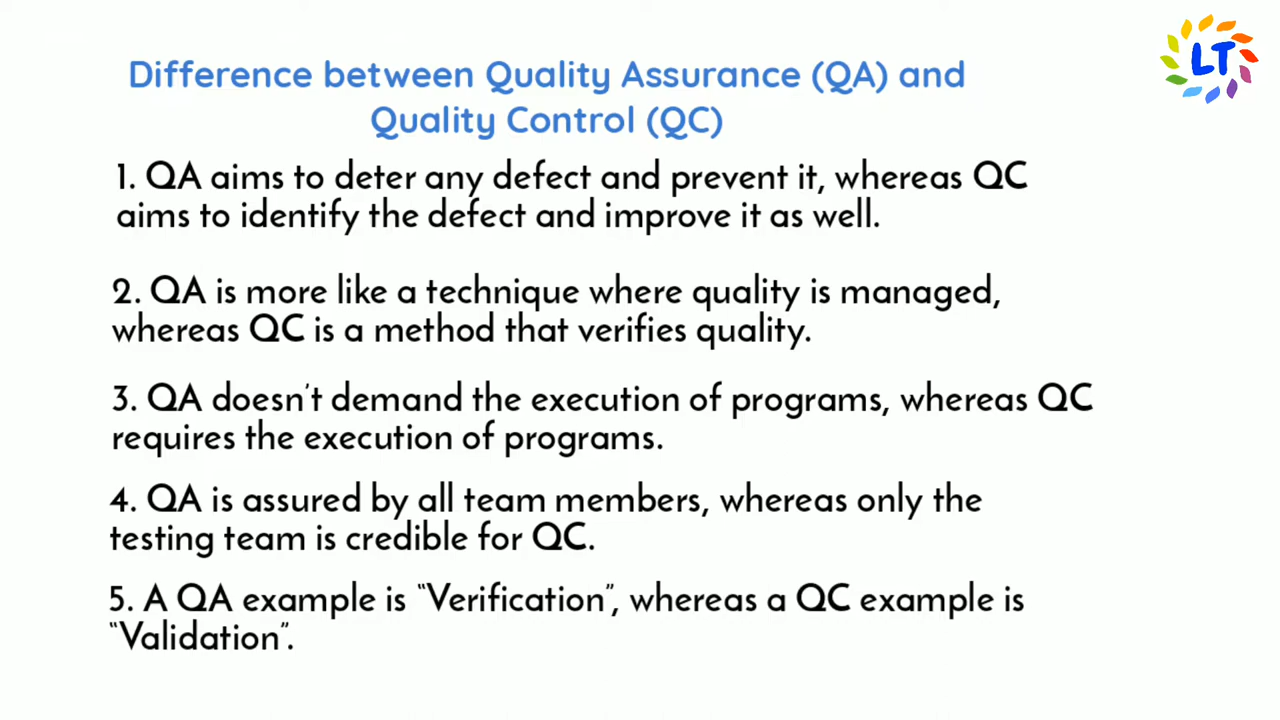 LT
Difference between Quality Assurance (QA) and
Quality Control (QC)
1. QA aims to deter any defect and prevent it, whereas QC
aims to identify the defect and improve it as well.
2. QA is more like a technique where quality is managed,
whereas QC is a method that verifies quality.
3. QA doesn't demand the execution of programs, whereas QC
requires the execution of programs.
4. QA is assured by all team members, whereas only the
testing team is credible for QC.
5. A QA example is “Verification”, whereas a QC example is
“Validation”.